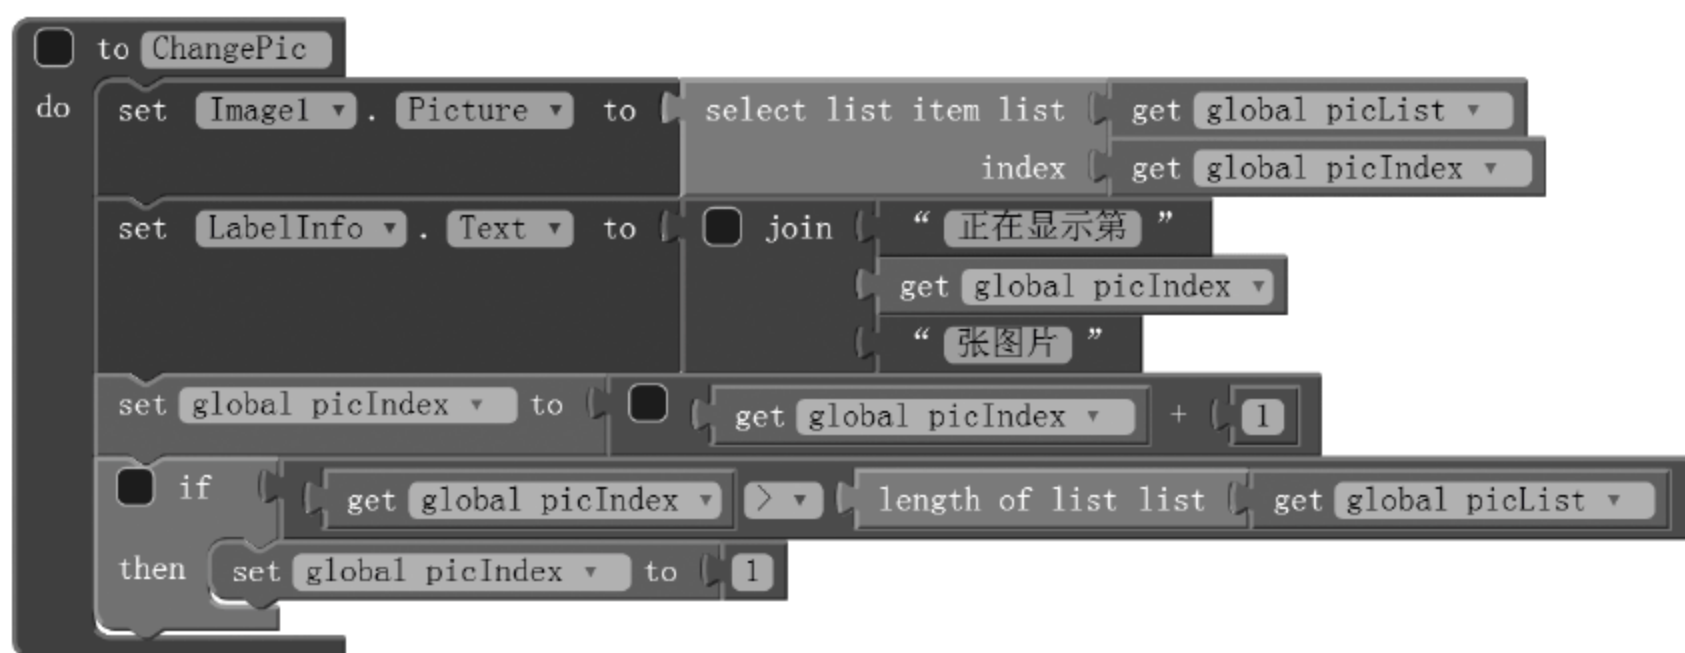 to ChangePic
do set Image1 . Picture to select list item list get global picList
index get global picIndex
set LabelInfo . Text to join “ 正在显示第 ”
get global picIndex
“ 张图片 ”
set global picIndex to get global picIndex + 1
if get global picIndex > length of list list get global picList
then set global picIndex to 1